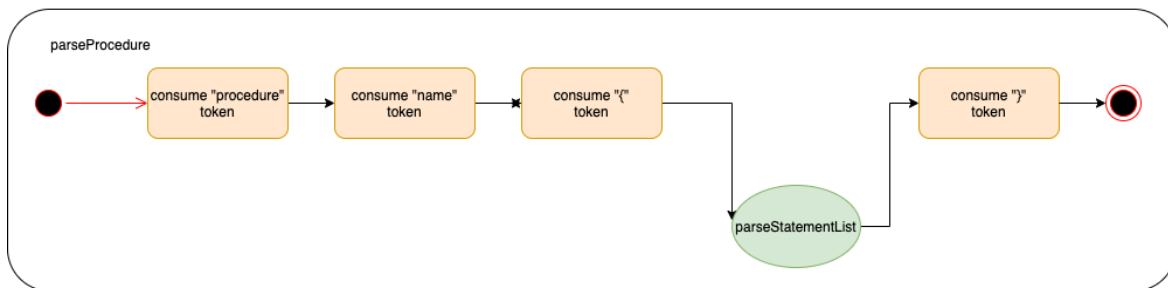 parseProcedure
consume "procedure"
token
consume "name"
token
consume "{"
token
consume "}"
token
parseStatementList